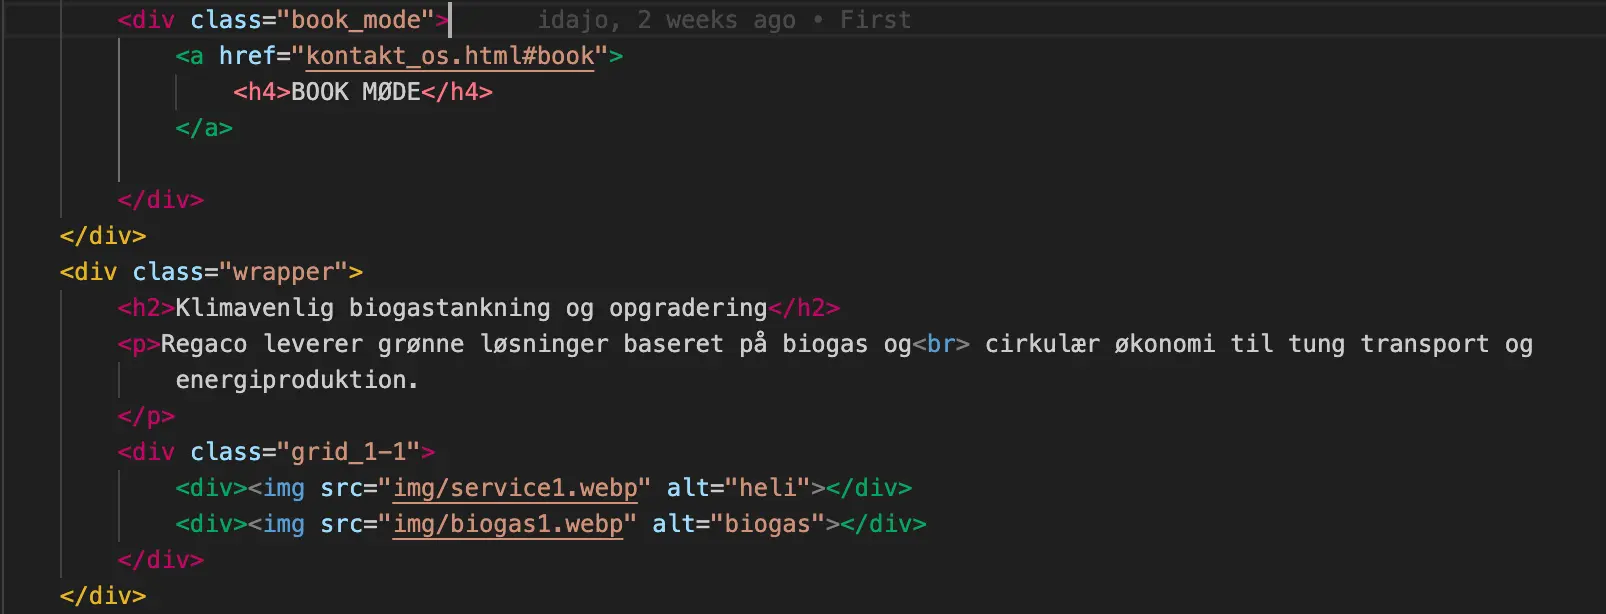 <div class="book_mode"> idajo, 2 weeks ago • First
<a href="kontakt_os.html#book">
<h4>BOOK MØDE</h4>
</a>
</div>
</div>
<div class="wrapper">
<h2>Klimavenlig biogastankning og opgradering</h2>
<p>Regaco leverer grønne løsninger baseret på biogas og<br> cirkulær økonomi til tung transport og
energiproduktion.
</p>
<div class="grid_1-1">
<div><img src="img/service1.webp" alt="heli"></div>
<div><img src="img/biogas1.webp" alt="biogas"></div>
</div>
</div>